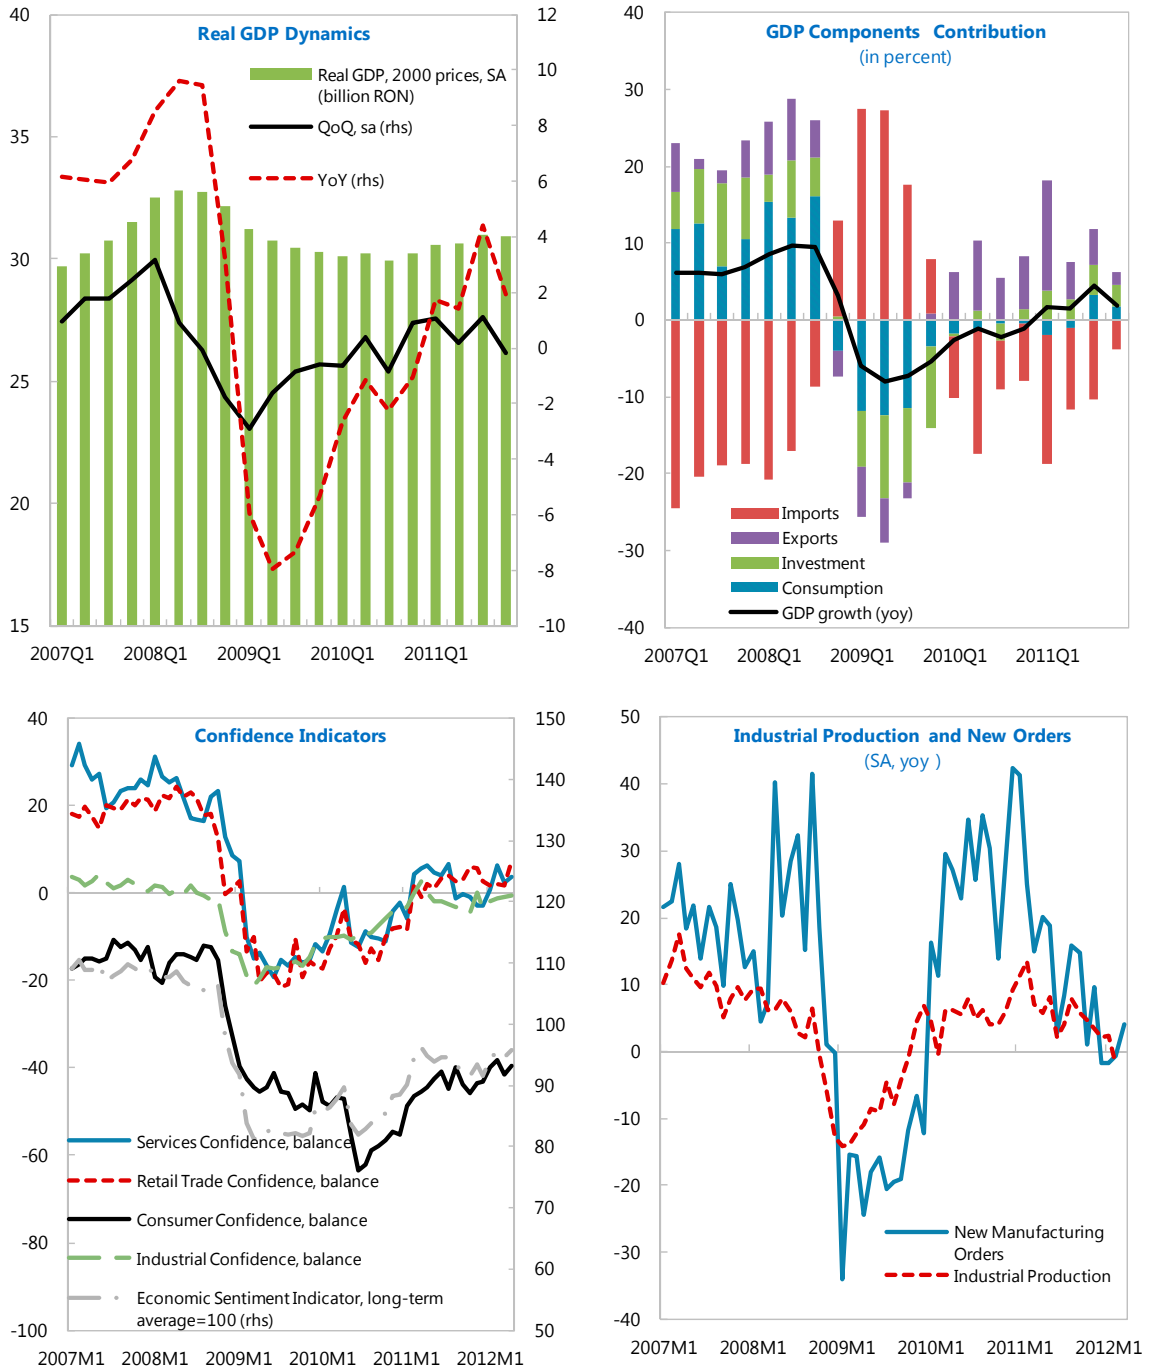 Real GDP Dynamics
40
35
30
25
20
15
12
10
8
6
4
2
0
-2
-4
-6
-8
-10
Real GDP, 2000 prices, SA
(billion RON)
QoQ, sa (rhs)
YoY (rhs)
2007Q1 2008Q1 2009Q1 2010Q1 2011Q1
GDP Components Contribution
(in percent)
40
30
20
10
0
-10
-20
-30
-40
Imports
Exports
Investment
Consumption
GDP growth (yoy)
2007Q1 2008Q1 2009Q1 2010Q1 2011Q1
Confidence Indicators
40
20
0
-20
-40
-60
-80
-100
150
140
130
120
110
100
90
80
70
60
50
Services Confidence, balance
Retail Trade Confidence, balance
Consumer Confidence, balance
Industrial Confidence, balance
Economic Sentiment Indicator, long-term
average=100 (rhs)
2007M1 2008M1 2009M1 2010M1 2011M1 2012M1
Industrial Production and New Orders
(SA, yoy )
50
40
30
20
10
0
-10
-20
-30
-40
New Manufacturing
Orders
Industrial Production
2007M1 2008M1 2009M1 2010M1 2011M1 2012M1